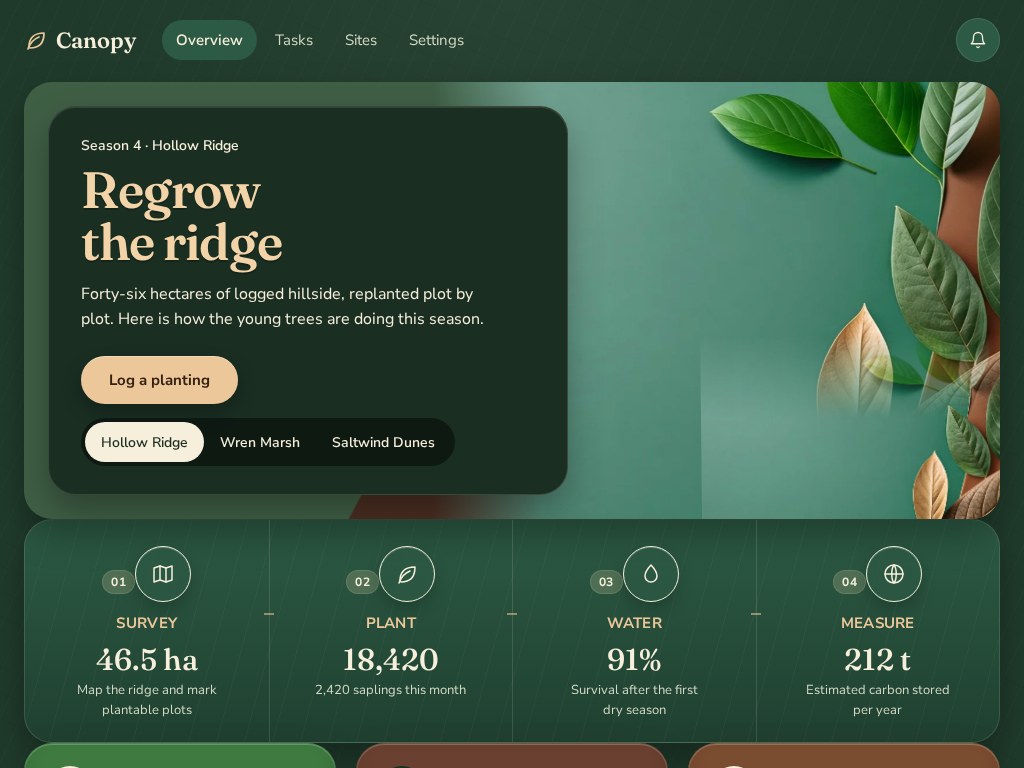 Canopy
Overview
Tasks
Sites
Settings
Season 4 · Hollow Ridge
Regrow
the ridge
Forty-six hectares of logged hillside, replanted plot by
plot. Here is how the young trees are doing this season.
Log a planting
Hollow Ridge
Wren Marsh
Saltwind Dunes
01
SURVEY
46.5 ha
Map the ridge and mark
plantable plots
02
PLANT
18,420
2,420 saplings this month
03
WATER
91%
Survival after the first
dry season
04
MEASURE
212 t
Estimated carbon stored
per year